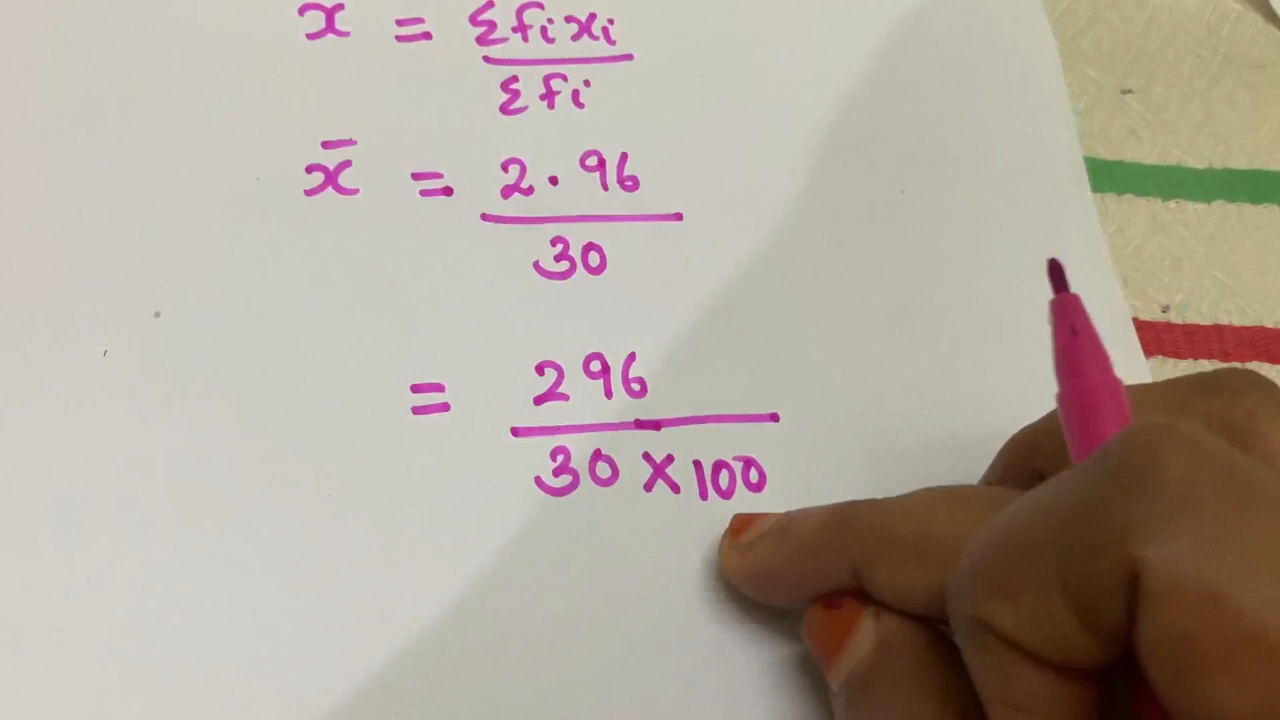 x = Σfixi
Σfi
x̄ = 2.96
30
= 296
30 × 100